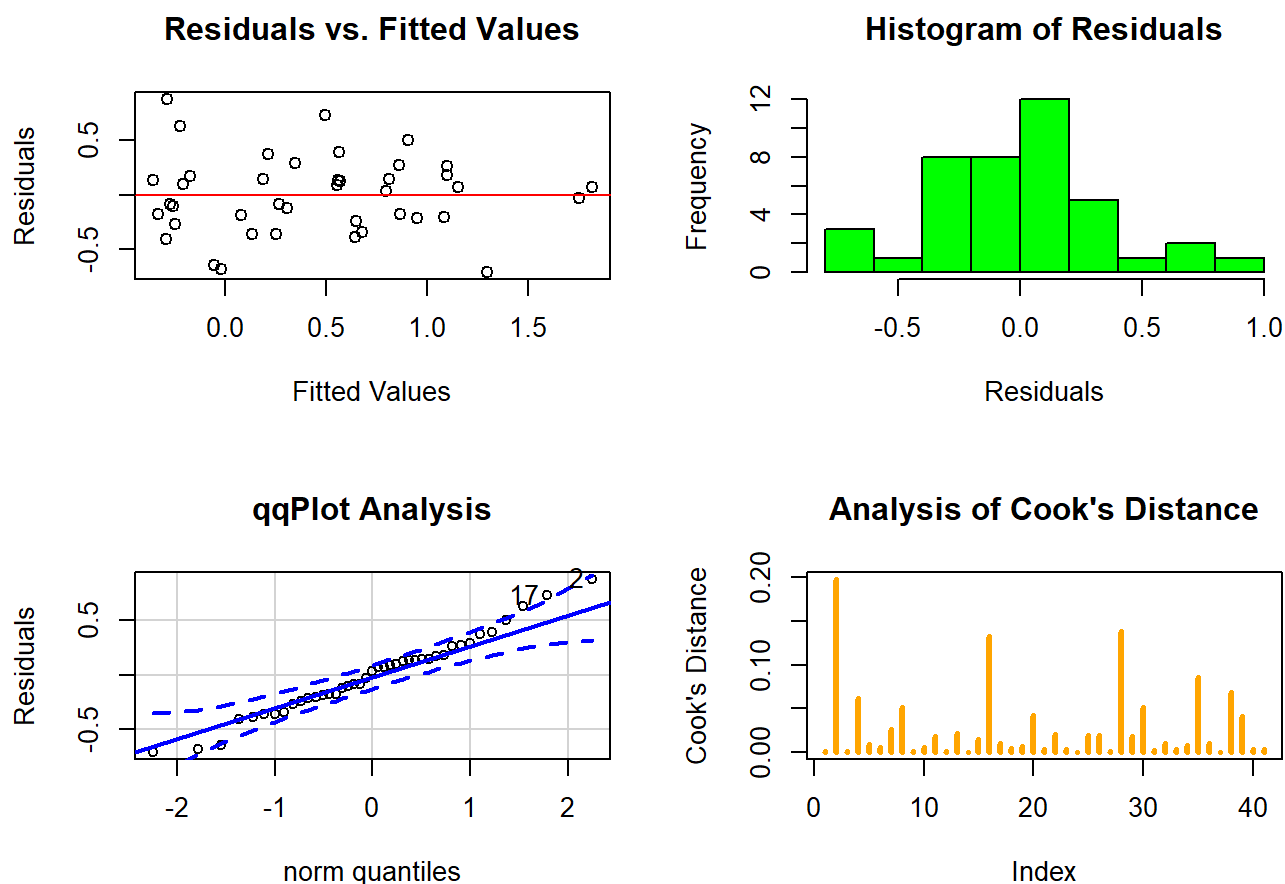 Residuals vs. Fitted Values
Residuals
0.5
-0.5
0.0 0.5 1.0 1.5
Fitted Values
Histogram of Residuals
Frequency
12
8
4
0
-0.5 0.0 0.5 1.0
Residuals
qqPlot Analysis
Residuals
0.5
-0.5
17
2
-2 -1 0 1 2
norm quantiles
Analysis of Cook's Distance
Cook's Distance
0.20
0.10
0.00
0 10 20 30 40
Index